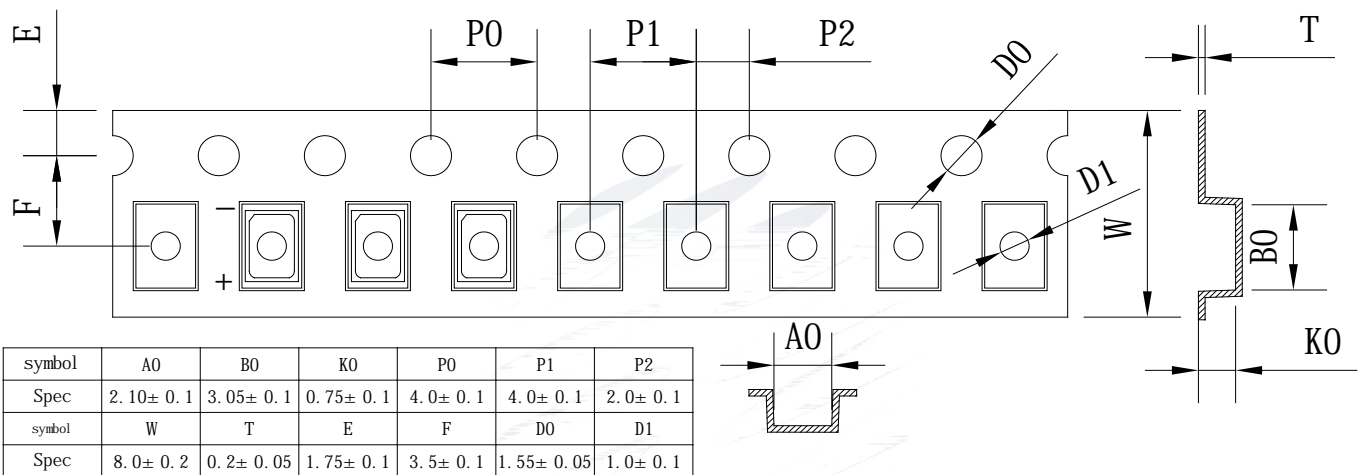 E
P0
P1
P2
D0
T
F
D1
W
B0
−
+
A0
K0
symbol A0 B0 K0 P0 P1 P2
Spec 2.10± 0.1 3.05± 0.1 0.75± 0.1 4.0± 0.1 4.0± 0.1 2.0± 0.1
symbol W T E F D0 D1
Spec 8.0± 0.2 0.2± 0.05 1.75± 0.1 3.5± 0.1 1.55± 0.05 1.0± 0.1